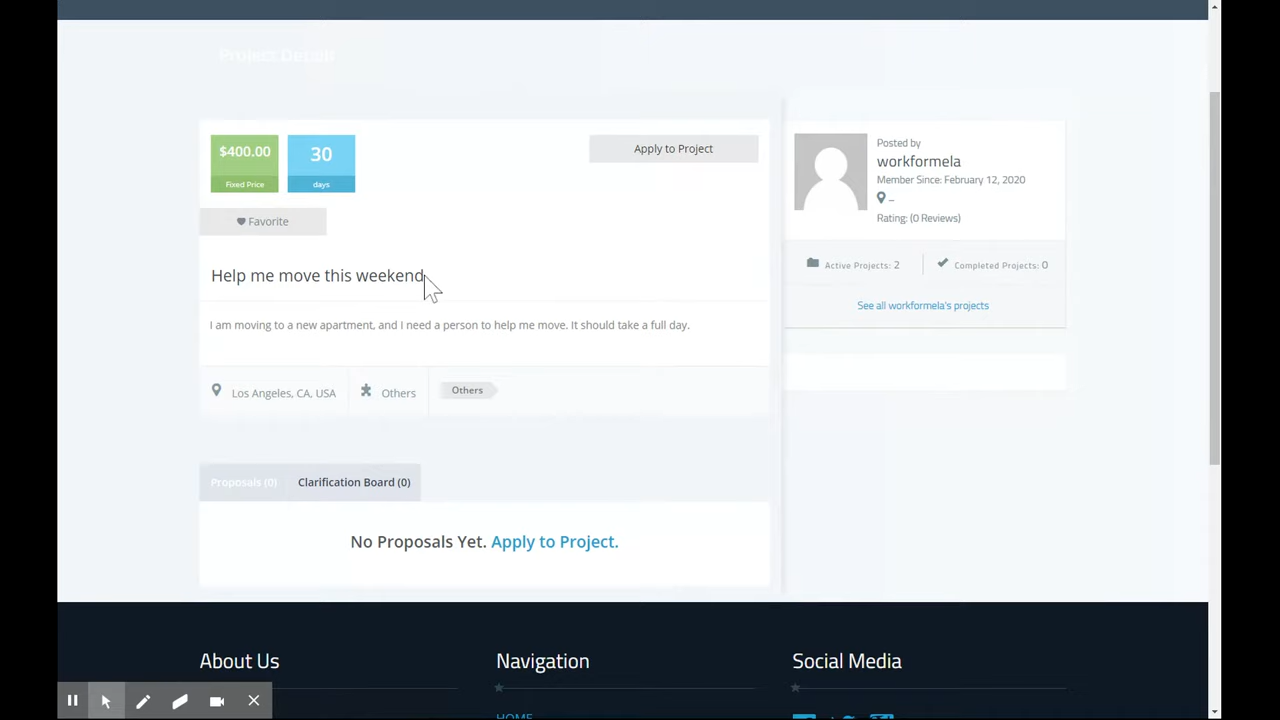 Project Details
$400.00
Fixed Price
30
days
Apply to Project
Favorite
Help me move this weekend
I am moving to a new apartment, and I need a person to help me move. It should take a full day.
Los Angeles, CA, USA
Others
Others
Posted by
workformela
Member Since: February 12, 2020
–
Rating: (0 Reviews)
Active Projects: 2
Completed Projects: 0
See all workformela's projects
Proposals (0)
Clarification Board (0)
No Proposals Yet. Apply to Project.
About Us
Navigation
HOME
Social Media